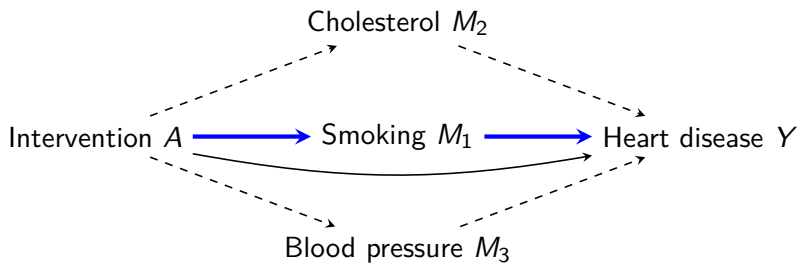 Cholesterol M₂
Intervention A
Smoking M₁
Heart disease Y
Blood pressure M₃